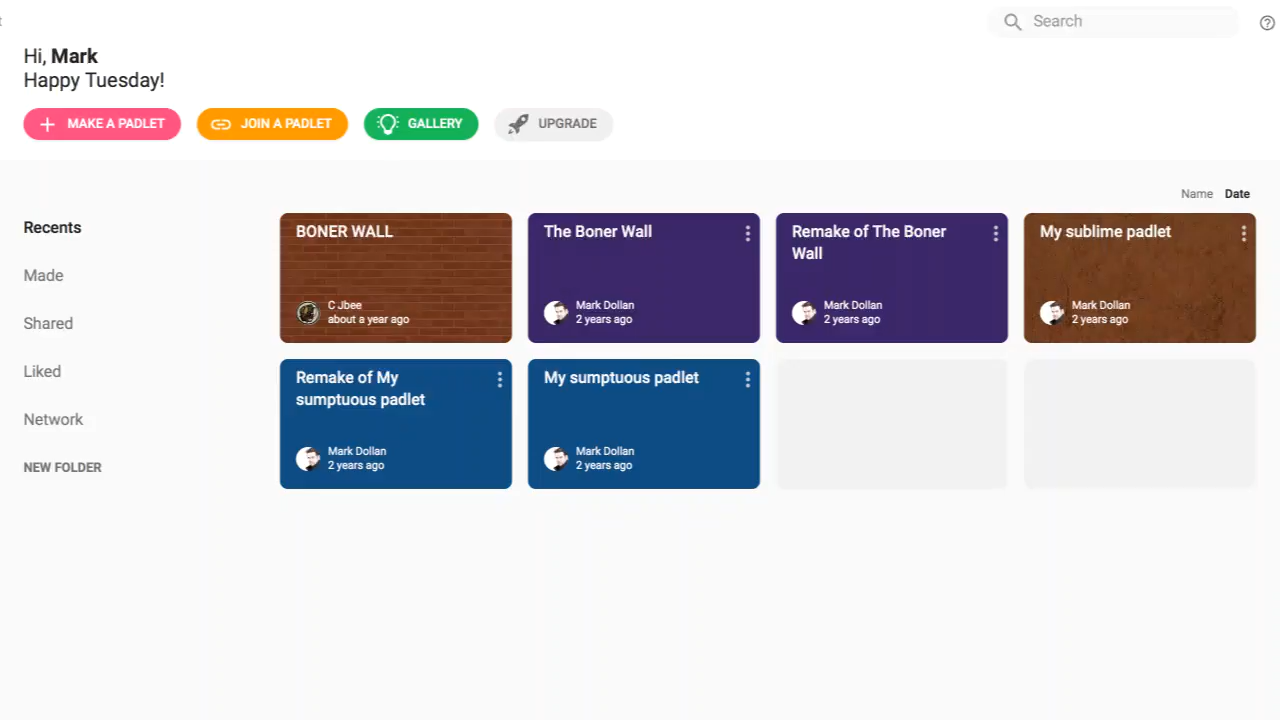 Search
Hi, Mark
Happy Tuesday!
MAKE A PADLET
JOIN A PADLET
GALLERY
UPGRADE
Name Date
Recents
Made
Shared
Liked
Network
NEW FOLDER
BONER WALL
C Jbee
about a year ago
The Boner Wall
Mark Dollan
2 years ago
Remake of The Boner
Wall
Mark Dollan
2 years ago
My sublime padlet
Mark Dollan
2 years ago
Remake of My
sumptuous padlet
Mark Dollan
2 years ago
My sumptuous padlet
Mark Dollan
2 years ago